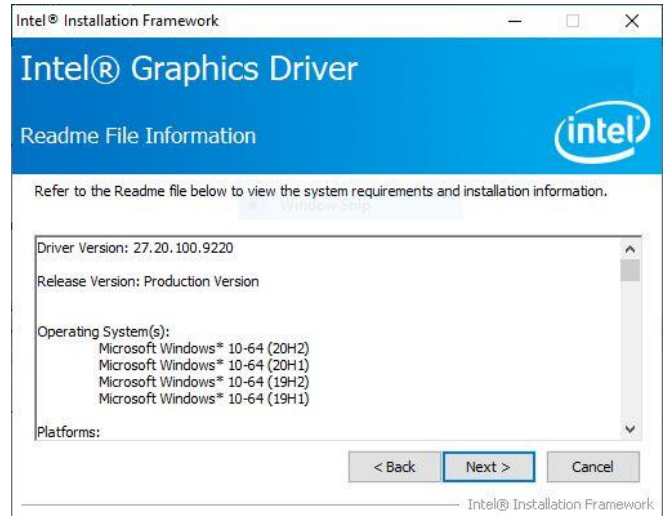 Intel® Installation Framework
Intel® Graphics Driver
Readme File Information
intel
Refer to the Readme file below to view the system requirements and installation information.
Window Snip
Driver Version: 27.20.100.9220
Release Version: Production Version
Operating System(s):
Microsoft Windows* 10-64 (20H2)
Microsoft Windows* 10-64 (20H1)
Microsoft Windows* 10-64 (19H2)
Microsoft Windows* 10-64 (19H1)
Platforms:
< Back Next > Cancel
Intel® Installation Framework